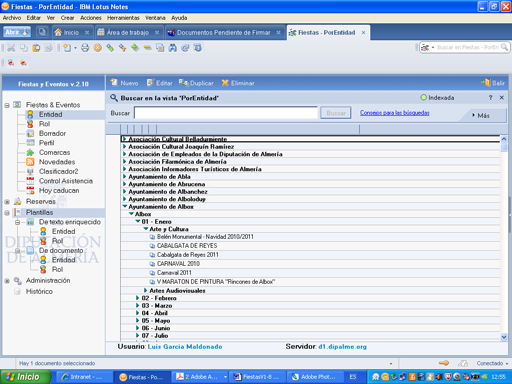 Fiestas - PorEntidad - IBM Lotus Notes
Archivo Editar Ver Crear Acciones Herramientas Ventana Ayuda
Abrir Inicio Área de trabajo Documentos Pendiente de Firmar Fiestas - PorEntidad
Buscar en Fiestas - PorEn
Fiestas y Eventos v.2.10
Nuevo Editar Duplicar Eliminar Salir
Fiestas & Eventos
Entidad
Rol
Borrador
Perfil
Comarcas
Novedades
Clasificador2
Control Asistencia
Hoy caducan
Reservas
Plantillas
De texto enriquecido
Entidad
Rol
De documento
Entidad
Rol
Administración
Histórico
DIPUTACIÓN
DE ALMERÍA
Buscar en la vista 'PorEntidad' Indexada
Buscar Buscar Consejos para las búsquedas Más
Asociación Cultural Belladurmiente
Asociación Cultural Joaquín Ramírez
Asociación de Empleados de la Diputación de Almería
Asociación Filarmónica de Almería
Asociación Informadores Turísticos de Almería
Ayuntamiento de Abla
Ayuntamiento de Abrucena
Ayuntamiento de Albanchez
Ayuntamiento de Alboloduy
Ayuntamiento de Albox
Albox
01 - Enero
Arte y Cultura
Belén Monumental - Navidad 2010/2011
CABALGATA DE REYES
Cabalgata de Reyes 2011
CARNAVAL 2010
Carnaval 2011
V MARATON DE PINTURA "Rincones de Albox"
Artes Audiovisuales
02 - Febrero
03 - Marzo
04 - Abril
05 - Mayo
06 - Junio
07 - Julio
Usuario: Luis Garcia Maldonado Servidor: d1.dipalme.org
Hay 1 documento seleccionado Conectado
Inicio Intranet - ... Fiestas - Po... 2 Adobe A... FiestasV1-8 ... Adobe Phot... ES 12:55